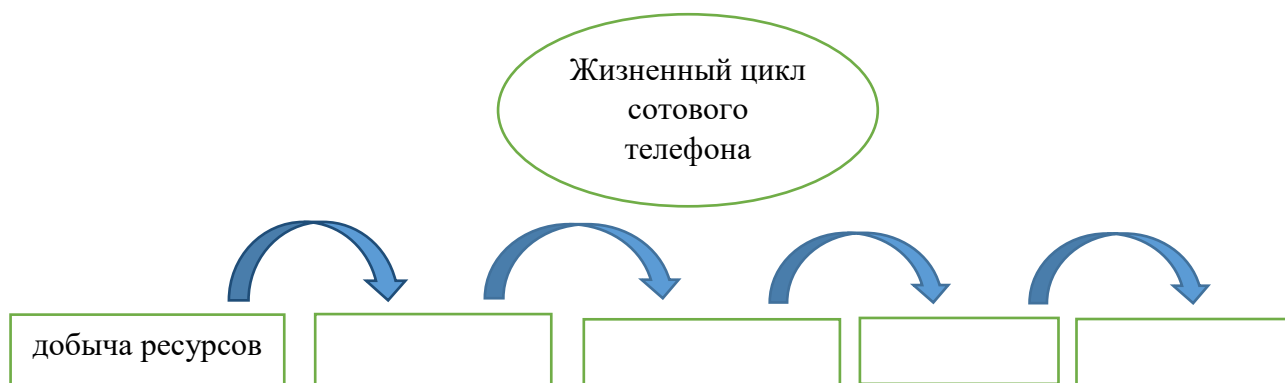 Жизненный цикл
сотового
телефона
добыча ресурсов